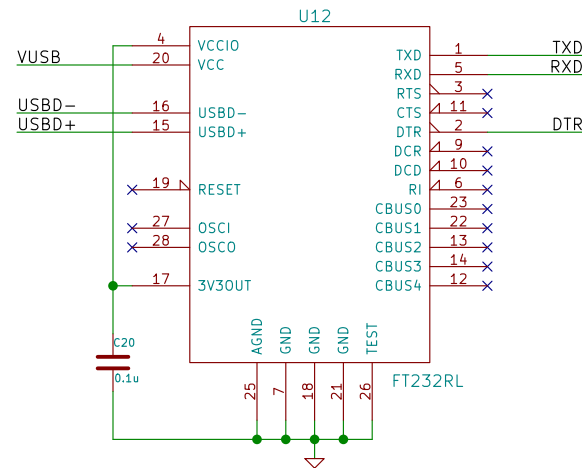 U12
VUSB
USBD-
USBD+
4 VCCIO
20 VCC
16 USBD-
15 USBD+
19 RESET
27 OSCI
28 OSCO
17 3V3OUT
TXD 1 TXD
RXD 5 RXD
RTS 3
CTS 11
DTR 2 DTR
DCR 9
DCD 10
RI 6
CBUS0 23
CBUS1 22
CBUS2 13
CBUS3 14
CBUS4 12
AGND 25
GND 7
GND 18
GND 21
TEST 26
FT232RL
C20
0.1u